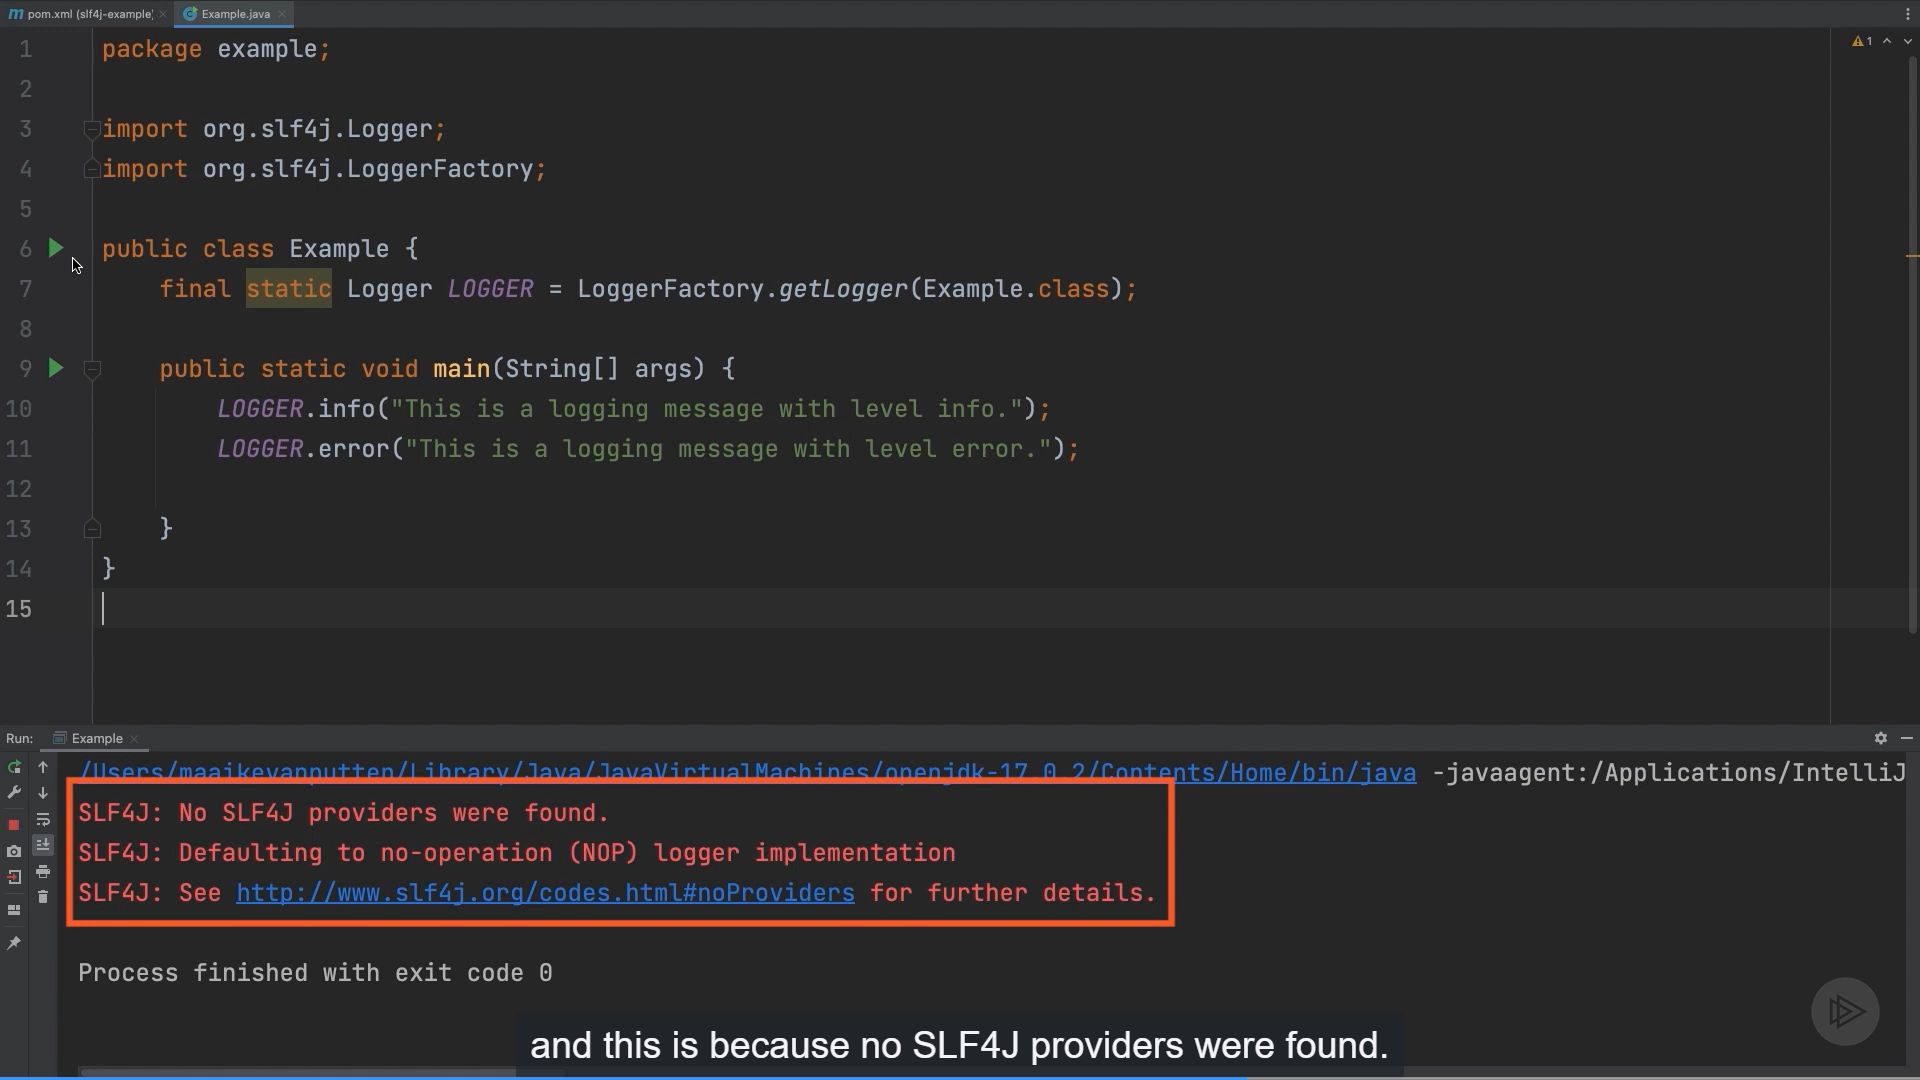 pom.xml (slf4j-example) Example.java
1 package example;
2
3 import org.slf4j.Logger;
4 import org.slf4j.LoggerFactory;
5
6 public class Example {
7 final static Logger LOGGER = LoggerFactory.getLogger(Example.class);
8
9 public static void main(String[] args) {
10 LOGGER.info("This is a logging message with level info.");
11 LOGGER.error("This is a logging message with level error.");
12
13 }
14 }
15
1
Run: Example
/Users/maaikevanputten/Library/Java/JavaVirtualMachines/openjdk-17.0.2/Contents/Home/bin/java -javaagent:/Applications/IntelliJ
SLF4J: No SLF4J providers were found.
SLF4J: Defaulting to no-operation (NOP) logger implementation
SLF4J: See http://www.slf4j.org/codes.html#noProviders for further details.
Process finished with exit code 0
and this is because no SLF4J providers were found.